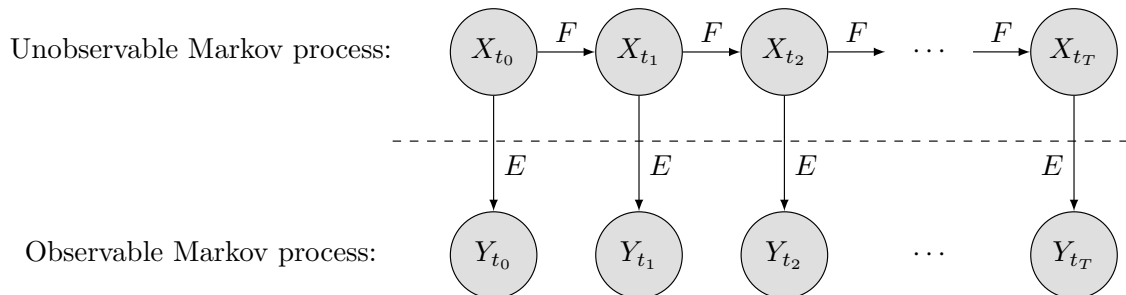 F F F F
Unobservable Markov process: X_{t_0} X_{t_1} X_{t_2} ⋯ X_{t_T}
E E E E
Observable Markov process: Y_{t_0} Y_{t_1} Y_{t_2} ⋯ Y_{t_T}